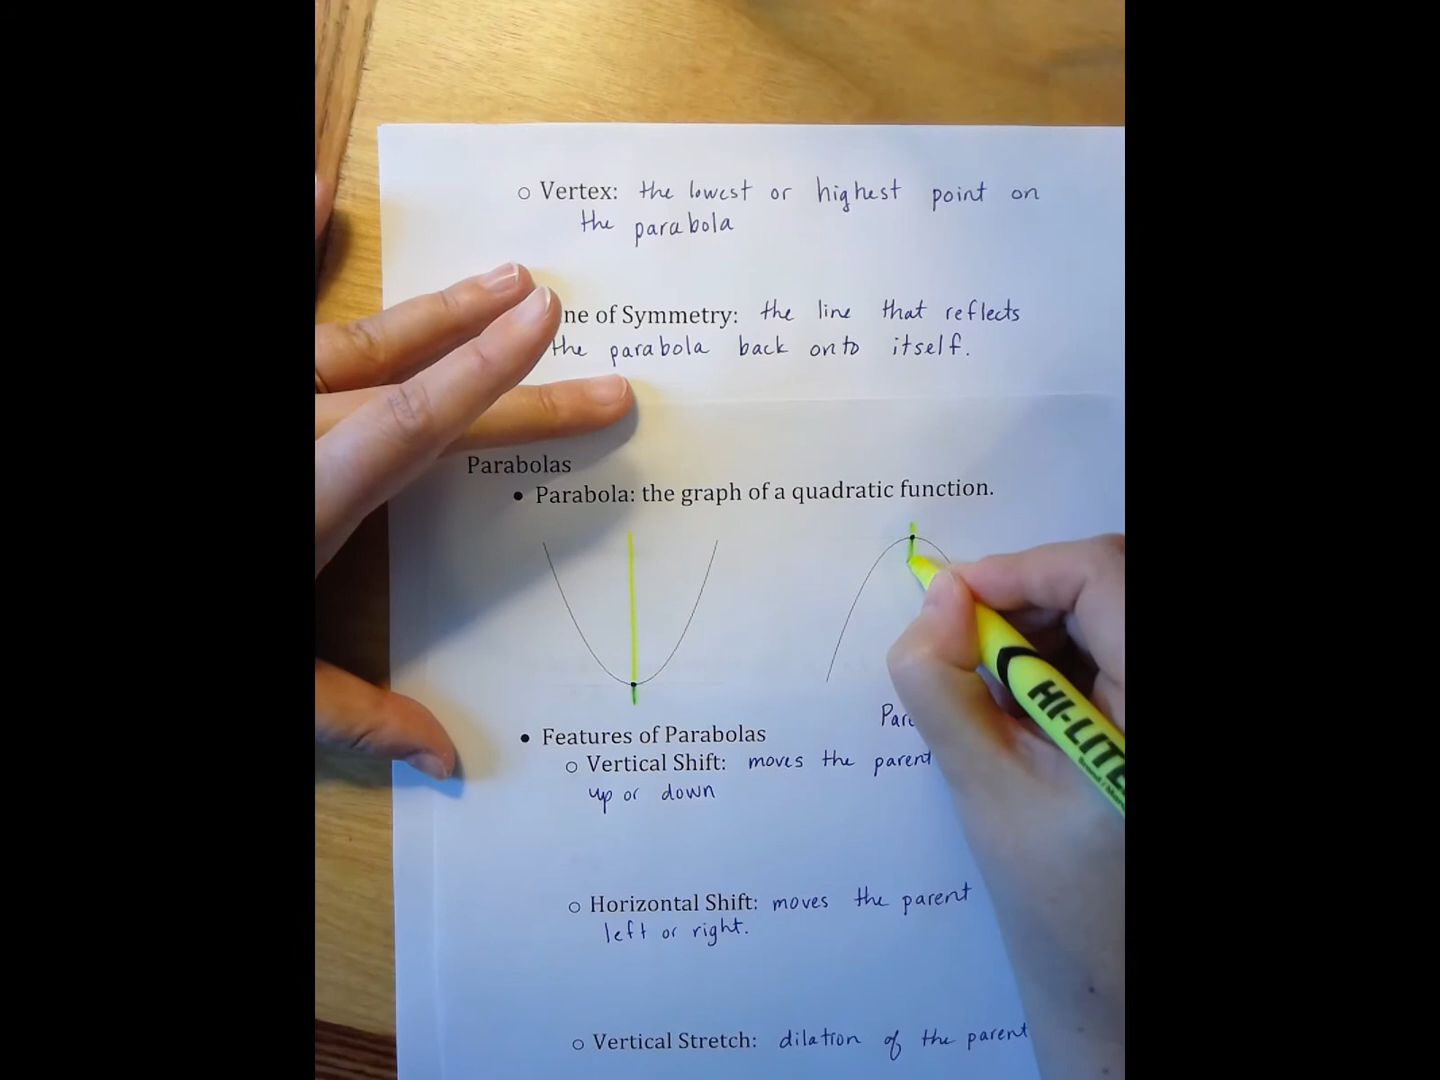 ○ Vertex: the lowest or highest point on
the parabola
ne of Symmetry: the line that reflects
the parabola back onto itself.
Parabolas
• Parabola: the graph of a quadratic function.
Par
• Features of Parabolas
○ Vertical Shift: moves the parent
up or down
HI-LITE
○ Horizontal Shift: moves the parent
left or right.
○ Vertical Stretch: dilation of the parent